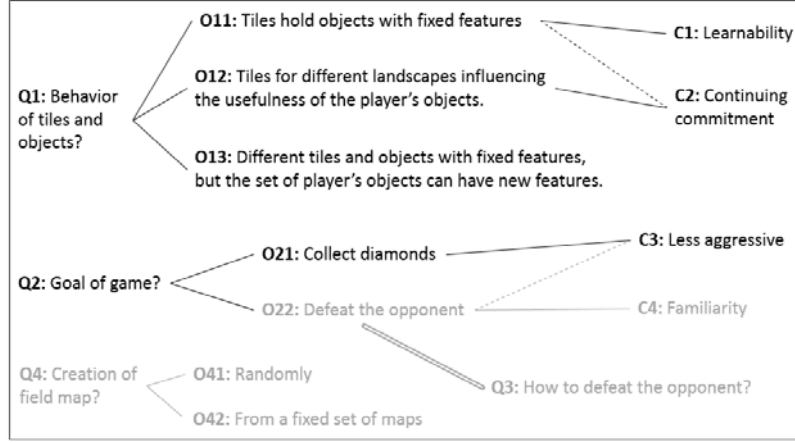 O11: Tiles hold objects with fixed features
C1: Learnability
Q1: Behavior
of tiles and
objects?
O12: Tiles for different landscapes influencing
the usefulness of the player's objects.
C2: Continuing
commitment
O13: Different tiles and objects with fixed features,
but the set of player's objects can have new features.
Q2: Goal of game?
O21: Collect diamonds
C3: Less aggressive
O22: Defeat the opponent
C4: Familiarity
Q3: How to defeat the opponent?
Q4: Creation of
field map?
O41: Randomly
O42: From a fixed set of maps